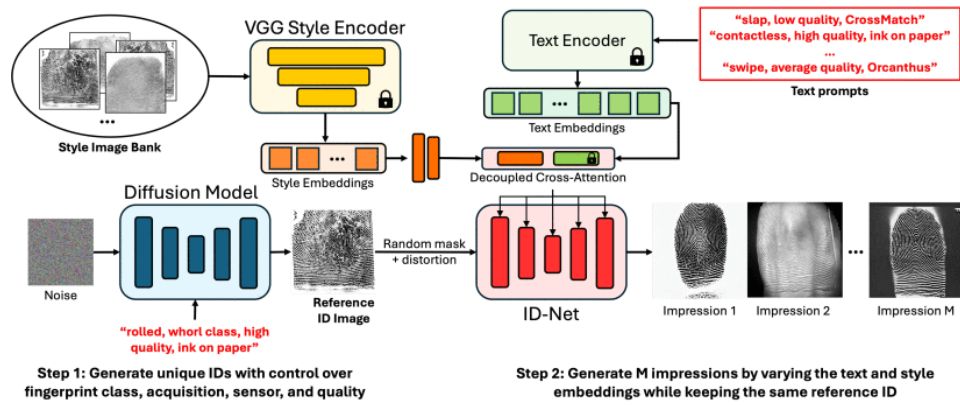 VGG Style Encoder
Text Encoder
“slap, low quality, CrossMatch”
“contactless, high quality, ink on paper”
...
“swipe, average quality, Orcanthus”
Text prompts
...
Style Image Bank
...
Text Embeddings
...
Style Embeddings
Decoupled Cross-Attention
Diffusion Model
Noise
Random mask
+ distortion
...
Reference
ID Image
ID-Net
Impression 1
Impression 2
Impression M
“rolled, whorl class, high
quality, ink on paper”
Step 1: Generate unique IDs with control over
fingerprint class, acquisition, sensor, and quality
Step 2: Generate M impressions by varying the text and style
embeddings while keeping the same reference ID